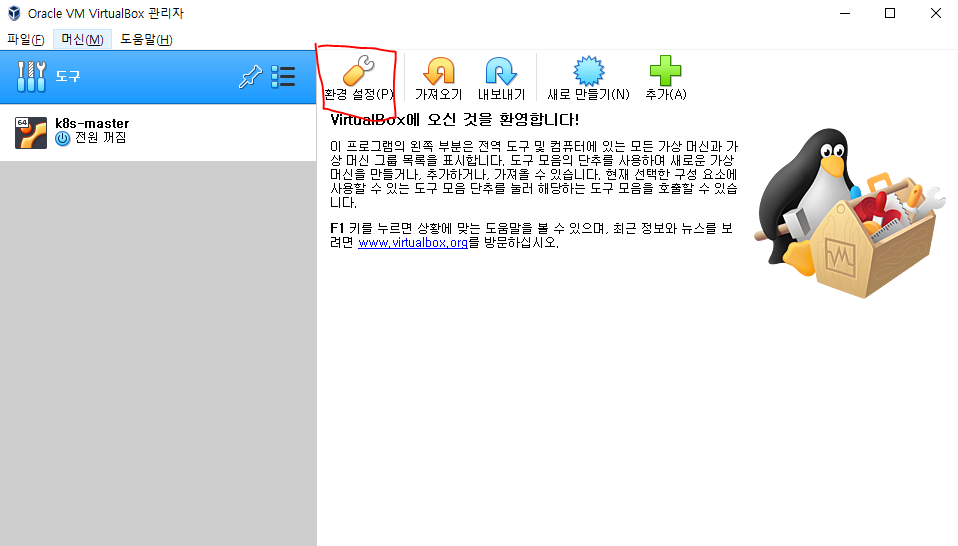 Oracle VM VirtualBox 관리자
파일(F) 머신(M) 도움말(H)
도구
환경 설정(P) 가져오기 내보내기 새로 만들기(N) 추가(A)
64
k8s-master
전원 꺼짐
VirtualBox에 오신 것을 환영합니다!
이 프로그램의 왼쪽 부분은 전역 도구 및 컴퓨터에 있는 모든 가상 머신과 가
상 머신 그룹 목록을 표시합니다. 도구 모음의 단추를 사용하여 새로운 가상
머신을 만들거나, 추가하거나, 가져올 수 있습니다. 현재 선택한 구성 요소에
사용할 수 있는 도구 모음 단추를 눌러 해당하는 도구 모음을 호출할 수 있습
니다.
F1 키를 누르면 상황에 맞는 도움말을 볼 수 있으며, 최근 정보와 뉴스를 보
려면 www.virtualbox.org를 방문하십시오.